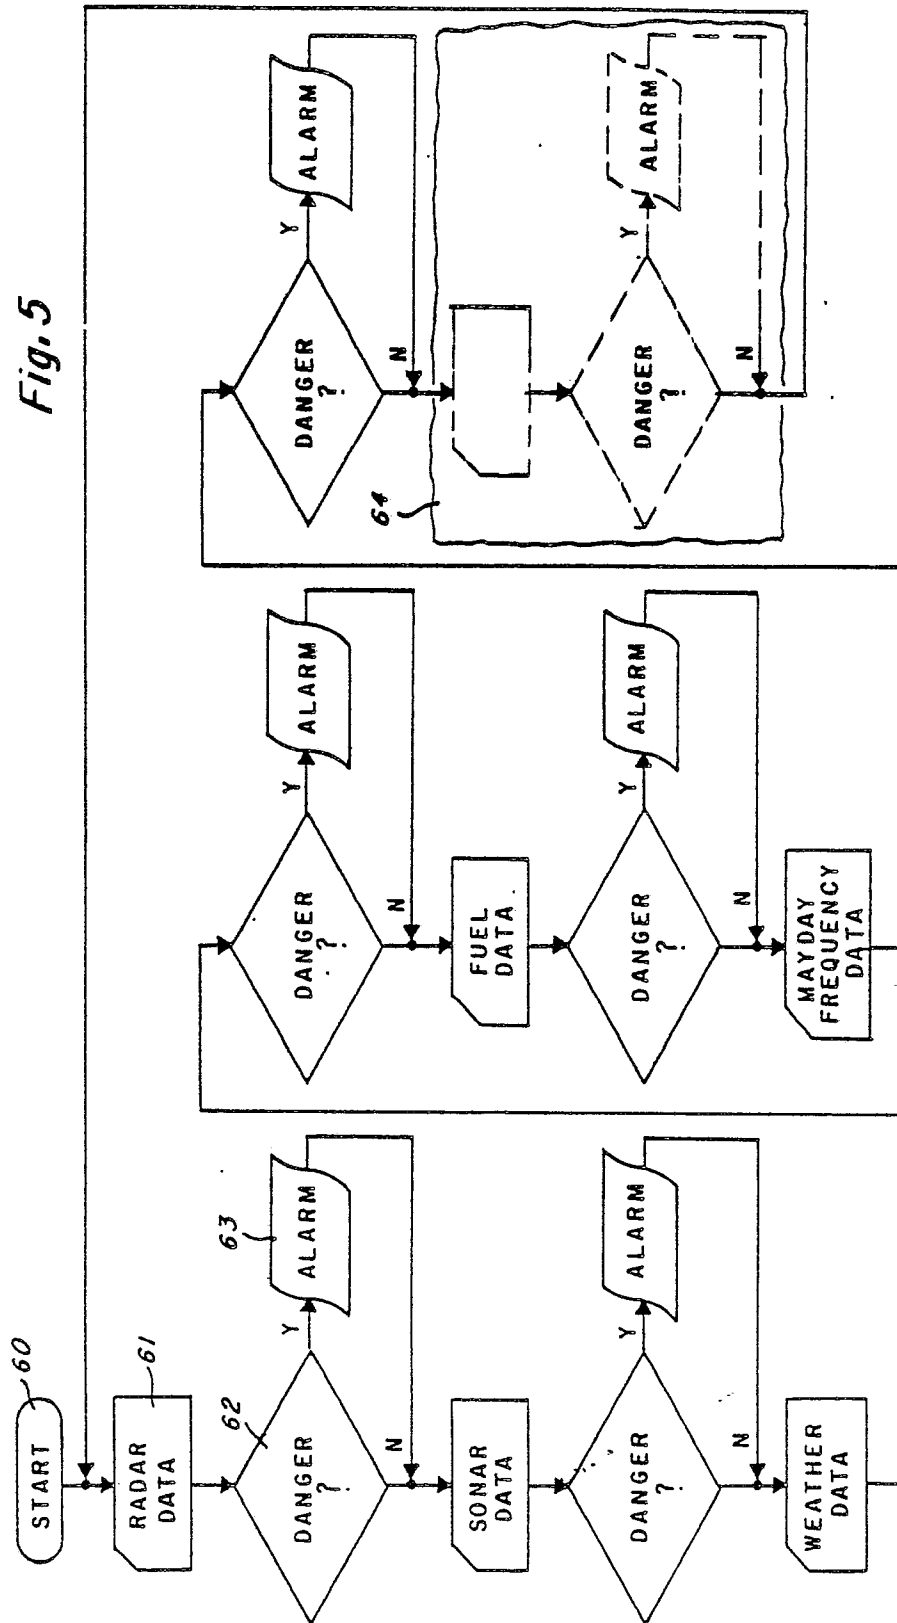 Fig. 5
START
60
RADAR
DATA
61
DANGER
?
62
Y
ALARM
63
N
SONAR
DATA
DANGER
?
Y
ALARM
N
WEATHER
DATA
DANGER
?
Y
ALARM
N
FUEL
DATA
DANGER
?
Y
ALARM
N
MAYDAY
FREQUENCY
DATA
DANGER
?
Y
ALARM
N
64
DANGER
?
Y
ALARM
N